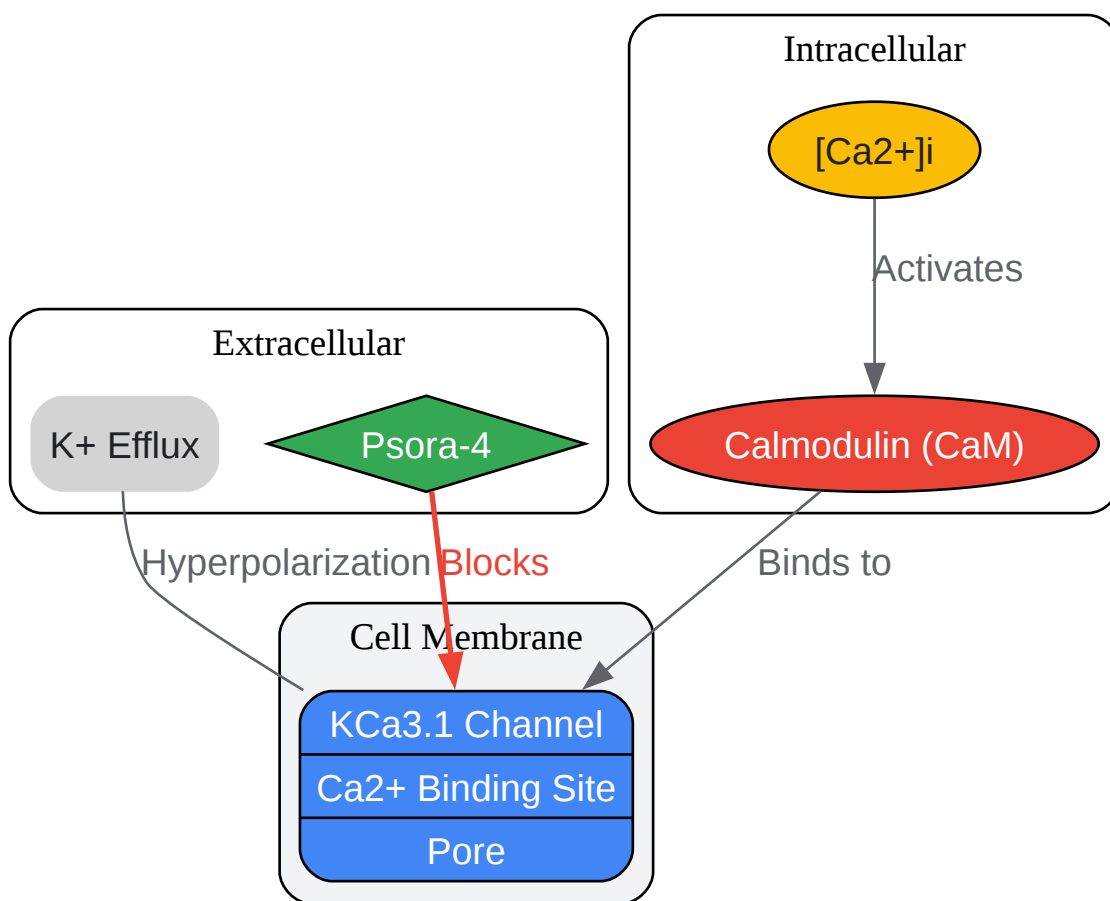 Intracellular
[Ca2+]i
Activates
Extracellular
K+ Efflux
Psora-4
Calmodulin (CaM)
Hyperpolarization
Blocks
Binds to
Cell Membrane
KCa3.1 Channel
Ca2+ Binding Site
Pore